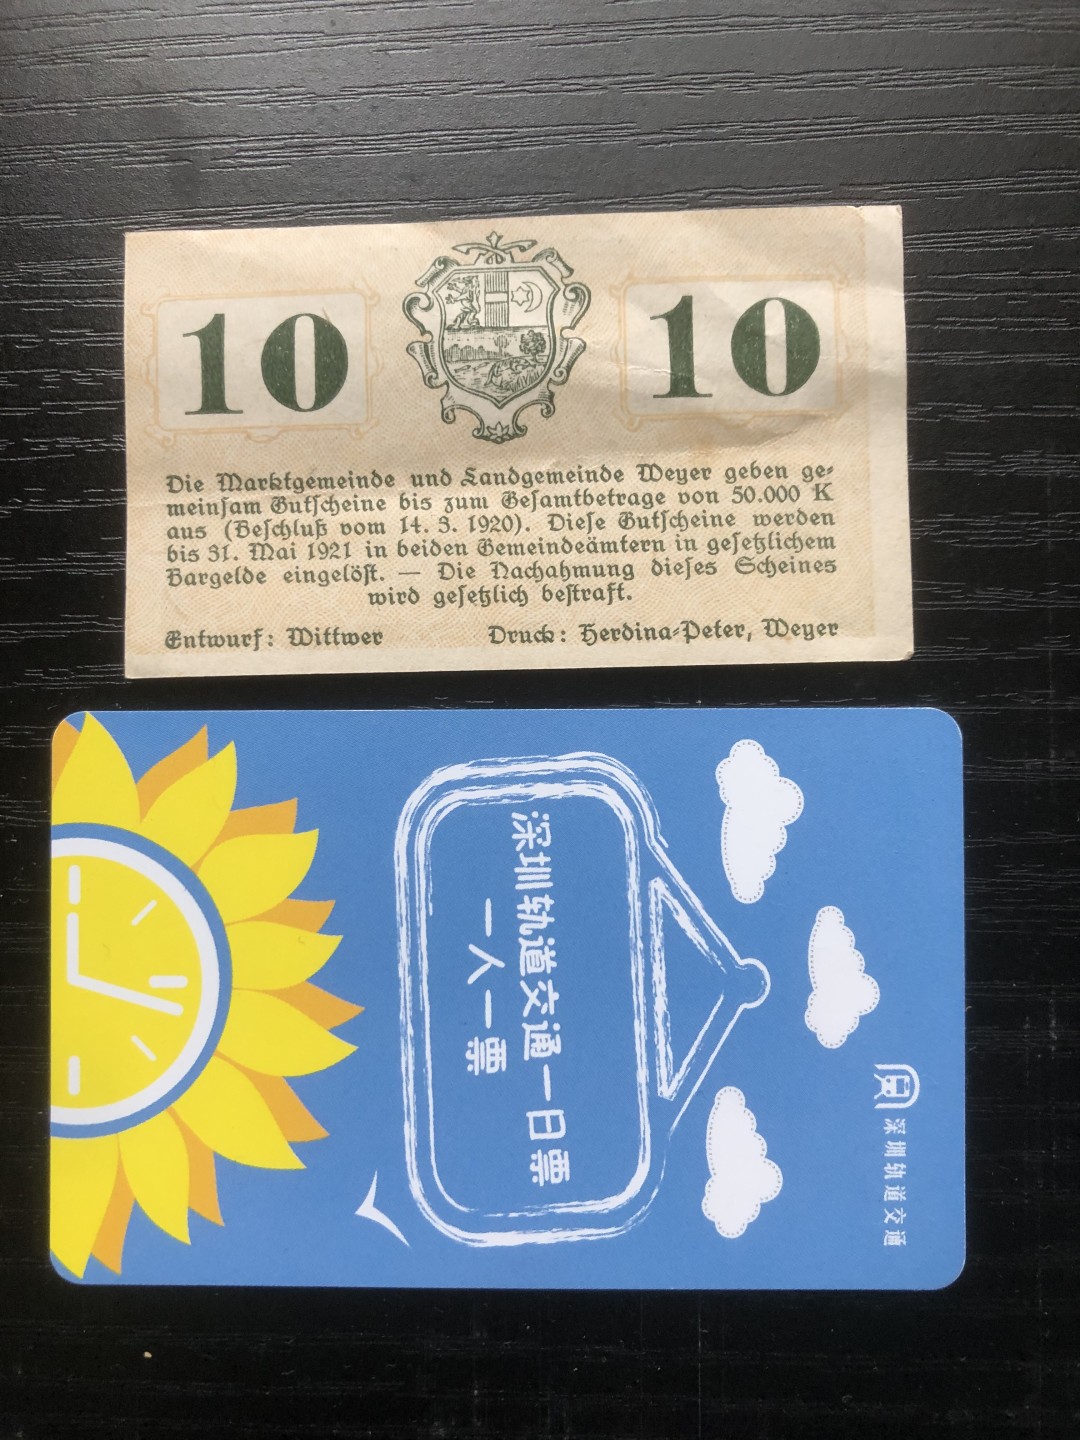 10
10
Die Marktgemeinde und Landgemeinde Weyer geben ge-
meinsam Gutscheine bis zum Gesamtbetrage von 50.000 K
aus (Beschluß vom 14. 3. 1920). Diese Gutscheine werden
bis 31. Mai 1921 in beiden Gemeindeämtern in gesetzlichem
Bargelde eingelöst. — Die Nachahmung dieses Scheines
wird gesetzlich bestraft.
Entwurf: Wittwer
Druck: Herdina-Peter, Weyer
深圳轨道交通
深圳轨道交通一日票
一人一票